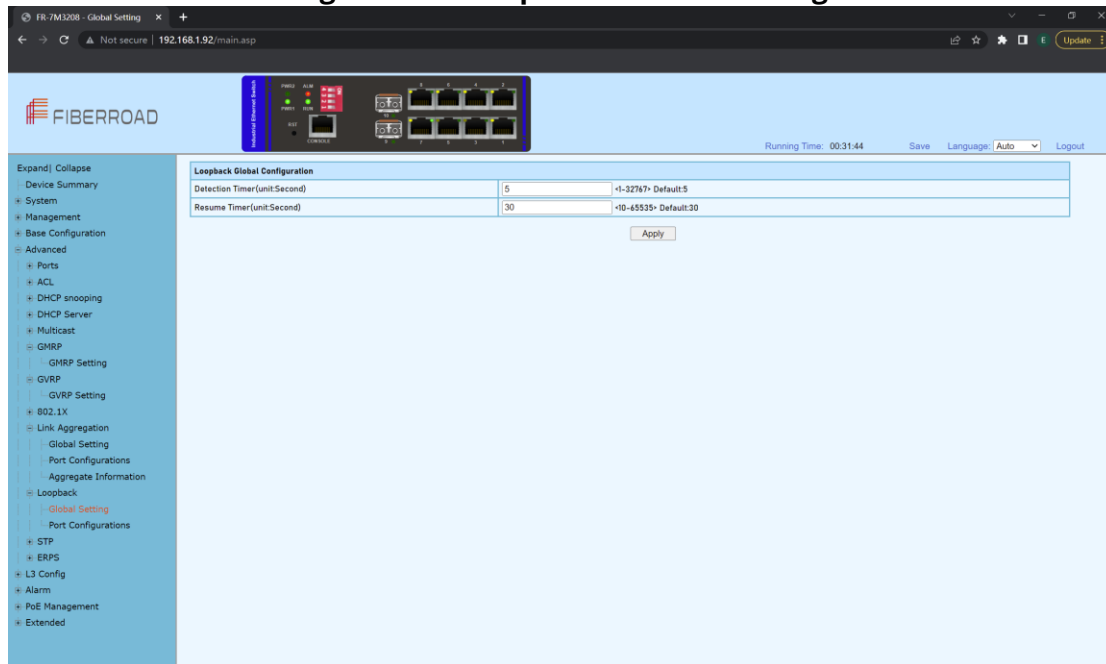 FR-7M3208 - Global Setting
Not secure | 192.168.1.92/main.asp
E
Update
FIBERROAD
Industrial Ethernet Switch
PWR2 ALM
PWR1 RUN
RST
CONSOLE
Running Time: 00:31:44 Save Language: Auto Logout
Expand| Collapse
Device Summary
System
Management
Base Configuration
Advanced
Ports
ACL
DHCP snooping
DHCP Server
Multicast
GMRP
GMRP Setting
GVRP
GVRP Setting
802.1X
Link Aggregation
Global Setting
Port Configurations
Aggregate Information
Loopback
Global Setting
Port Configurations
STP
ERPS
L3 Config
Alarm
PoE Management
Extended
Loopback Global Configuration
Detection Timer(unit:Second) 5 <1-32767> Default:5
Resume Timer(unit:Second) 30 <10-65535> Default:30
Apply